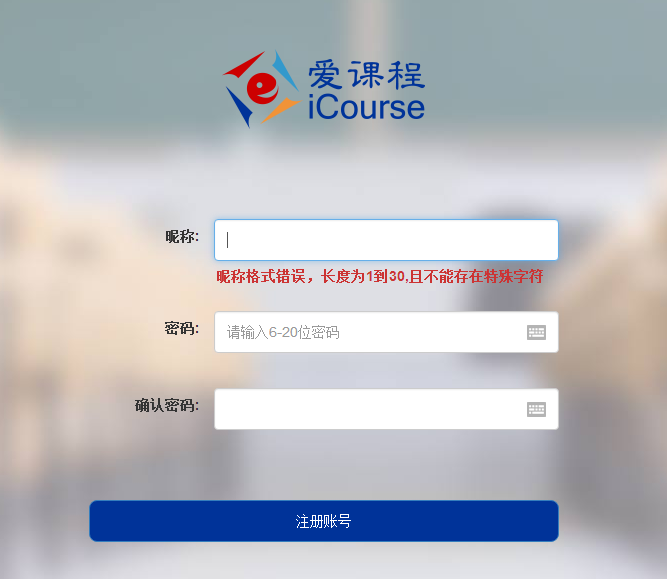 爱课程
iCourse
昵称:
昵称格式错误，长度为1到30,且不能存在特殊字符
密码:
请输入6-20位密码
确认密码:
注册账号